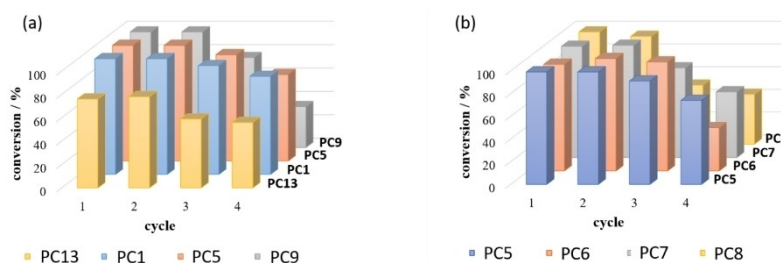 (a)
conversion / %
100
80
60
40
20
0
1 2 3 4
cycle
PC9
PC5
PC1
PC13
PC13 PC1 PC5 PC9
(b)
conversion / %
100
80
60
40
20
0
1 2 3 4
cycle
PC
PC7
PC6
PC5
PC5 PC6 PC7 PC8